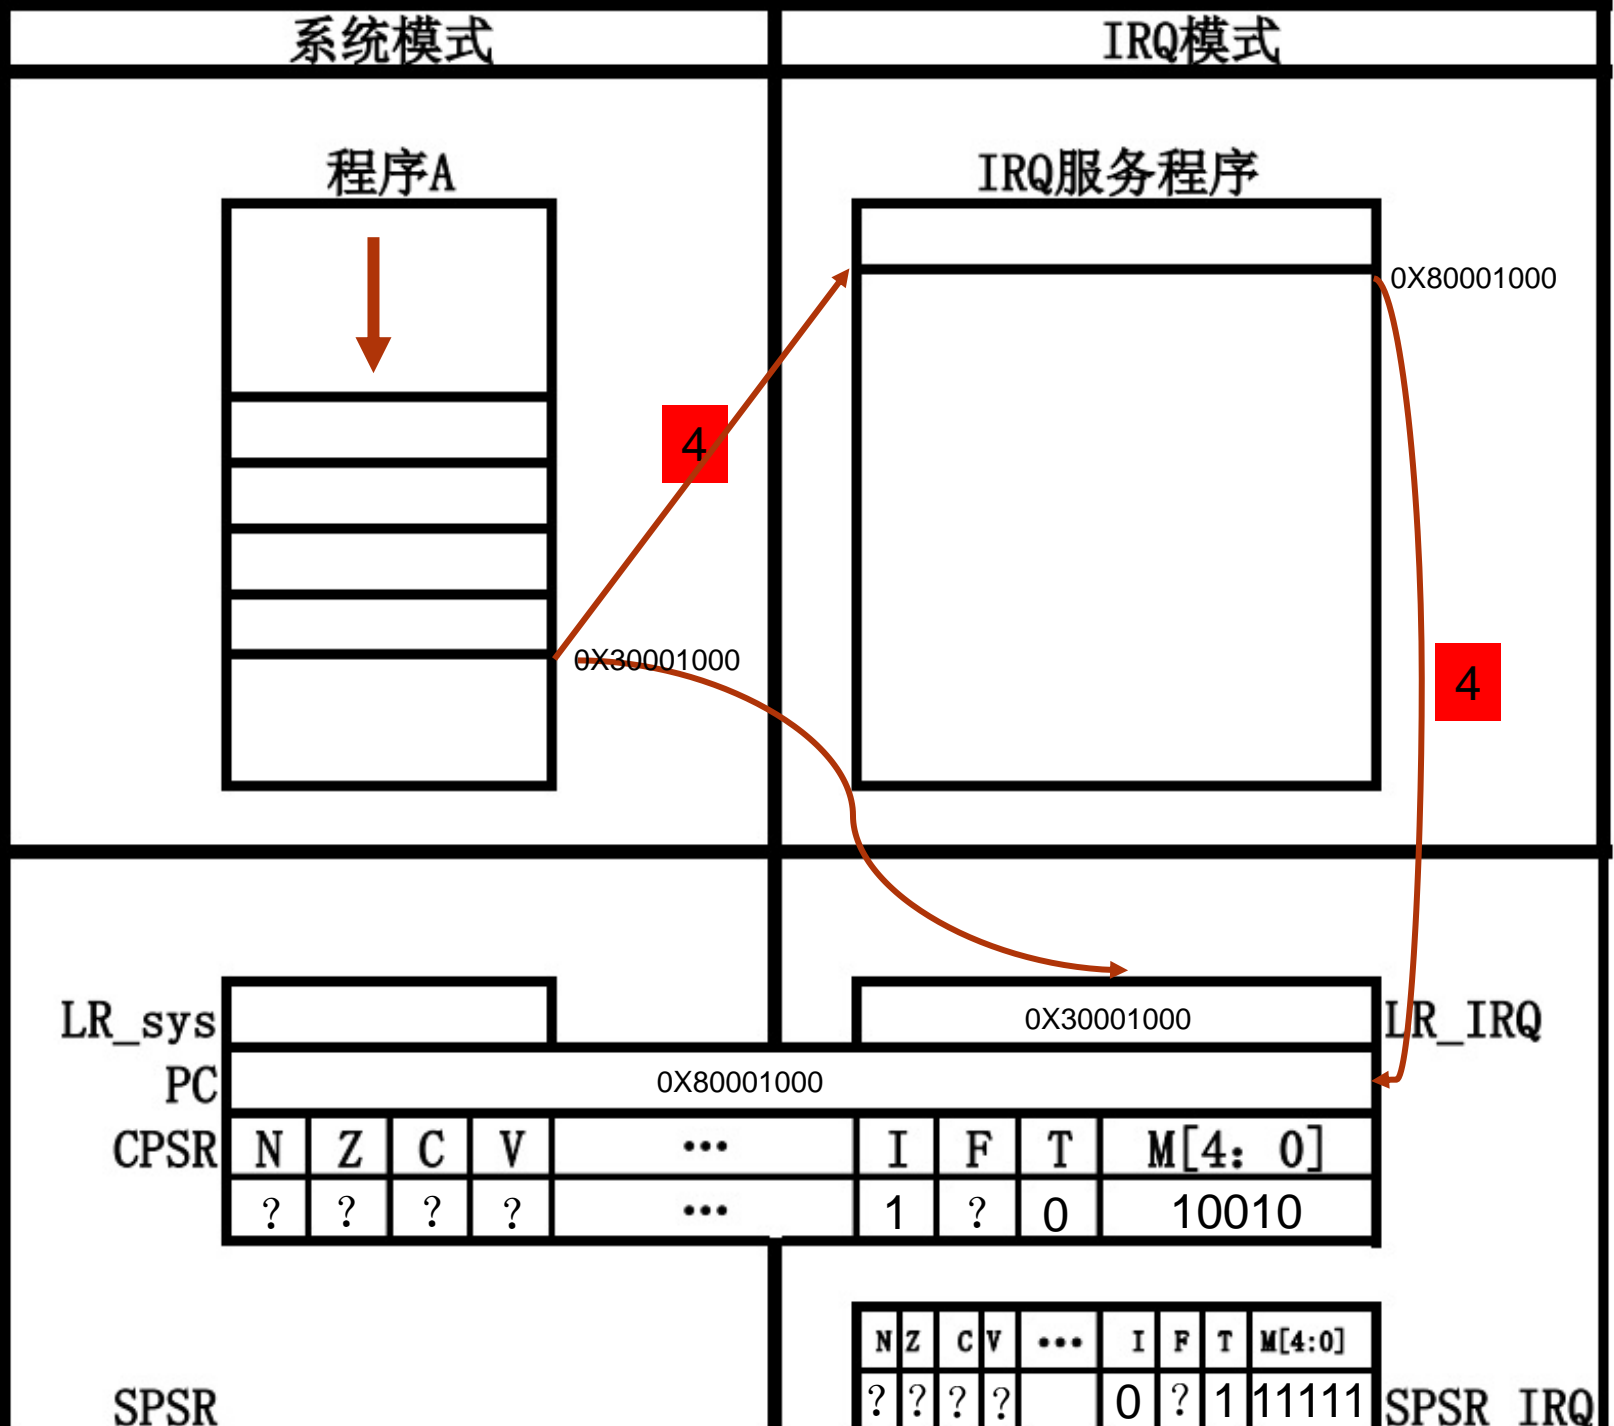 系统模式 IRQ模式
程序A IRQ服务程序
0X80001000
4
0X30001000
4
LR_sys 0X30001000 LR_IRQ
PC 0X80001000
CPSR N Z C V ••• I F T M[4: 0]
? ? ? ? ••• 1 ? 0 10010
N Z C V ••• I F T M[4:0]
SPSR ? ? ? ? 0 ? 1 11111 SPSR_IRQ